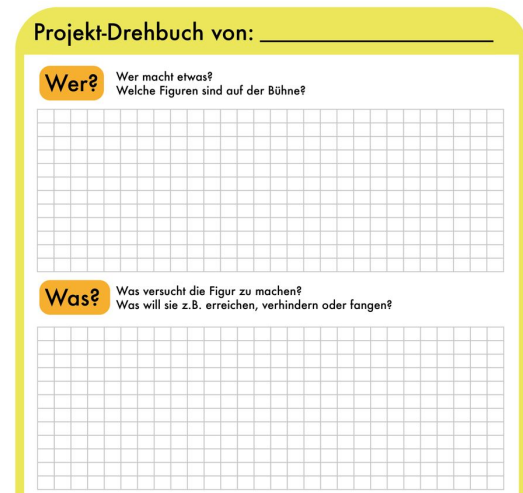 Projekt-Drehbuch von:
Wer?
Wer macht etwas?
Welche Figuren sind auf der Bühne?
Was?
Was versucht die Figur zu machen?
Was will sie z.B. erreichen, verhindern oder fangen?